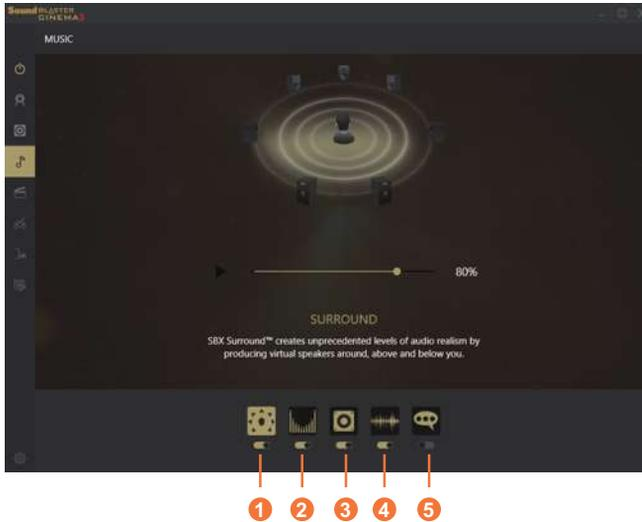 Sound BLASTER
CINEMA3
MUSIC
80%
SURROUND
SBX Surround™ creates unprecedented levels of audio realism by
producing virtual speakers around, above and below you.
1 2 3 4 5